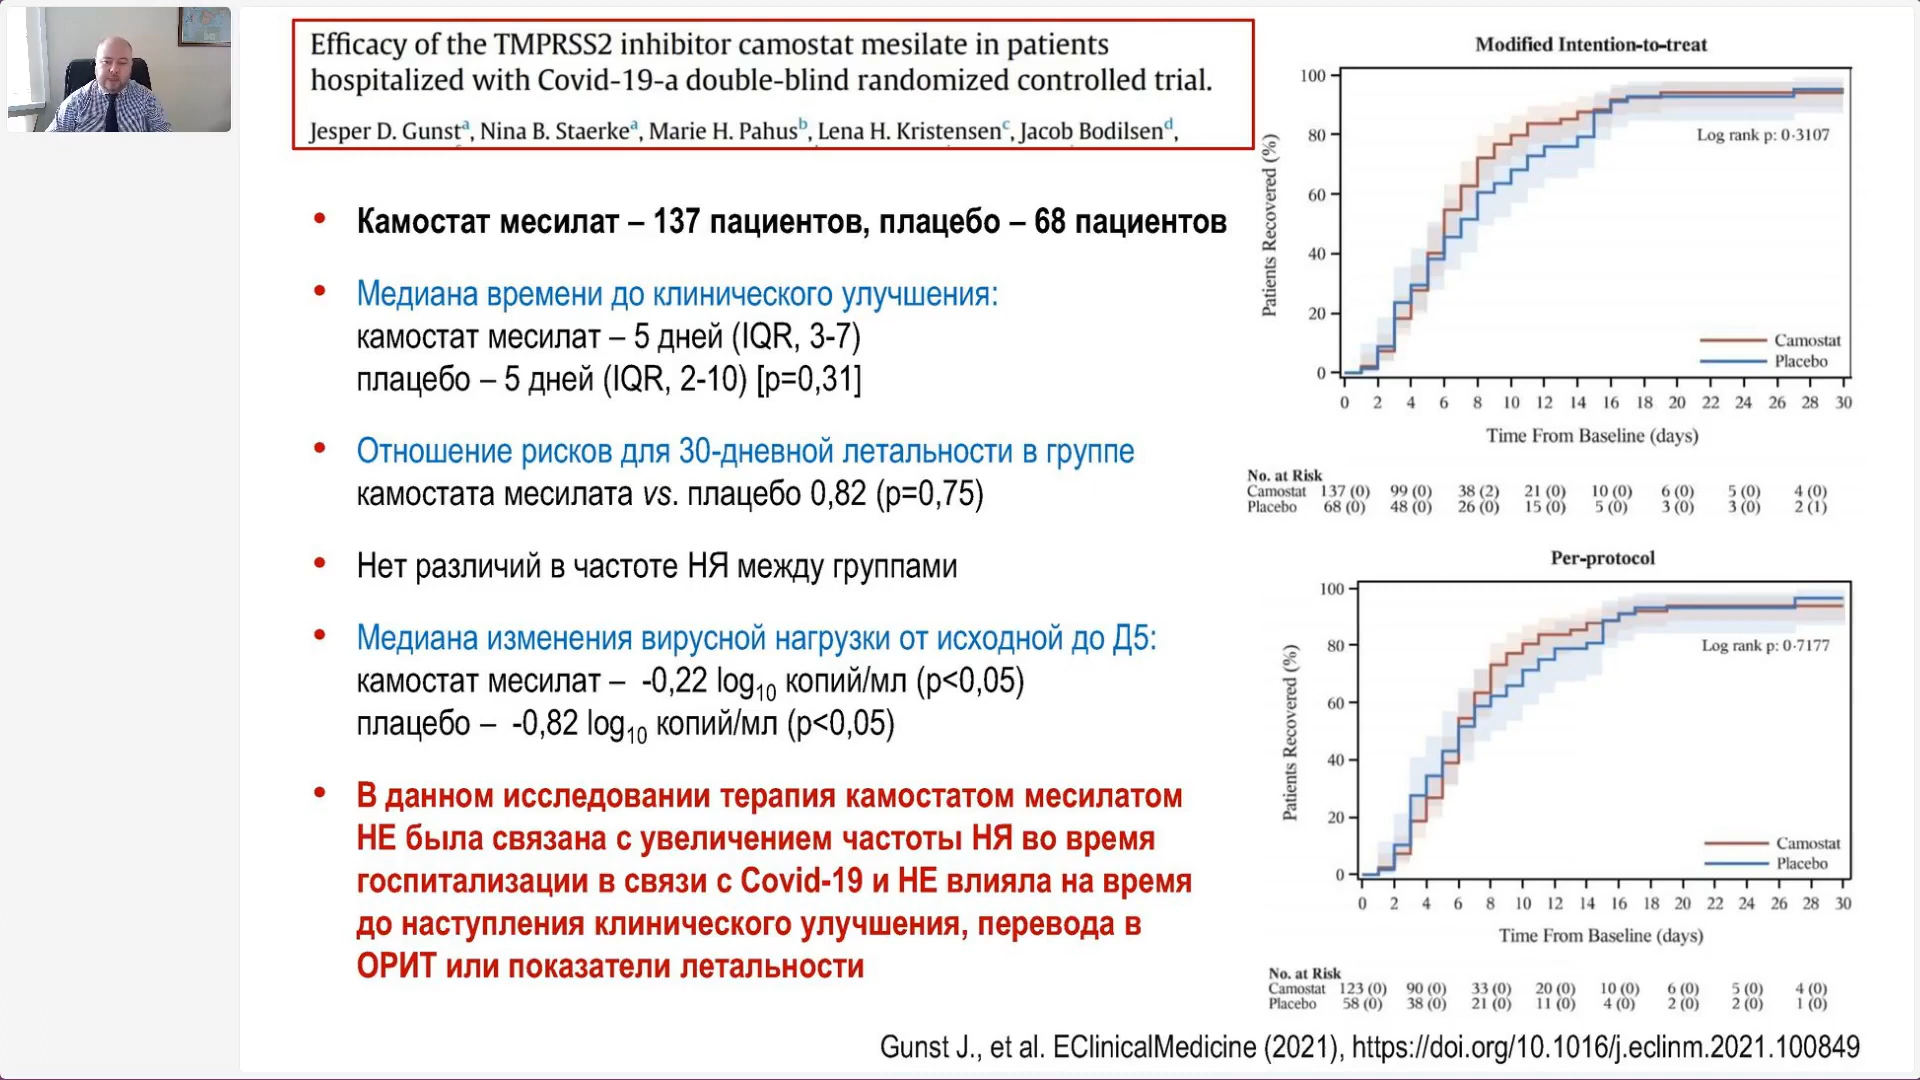 Efficacy of the TMPRSS2 inhibitor camostat mesilate in patients
hospitalized with Covid-19-a double-blind randomized controlled trial.
Jesper D. Gunstᵃ, Nina B. Staerkeᵃ, Marie H. Pahusᵇ, Lena H. Kristensenᶜ, Jacob Bodilsenᵈ,
• Камостат месилат – 137 пациентов, плацебо – 68 пациентов
• Медиана времени до клинического улучшения:
камостат месилат – 5 дней (IQR, 3-7)
плацебо – 5 дней (IQR, 2-10) [p=0,31]
• Отношение рисков для 30-дневной летальности в группе
камостата месилата vs. плацебо 0,82 (p=0,75)
• Нет различий в частоте НЯ между группами
• Медиана изменения вирусной нагрузки от исходной до Д5:
камостат месилат – -0,22 log₁₀ копий/мл (p<0,05)
плацебо – -0,82 log₁₀ копий/мл (p<0,05)
• В данном исследовании терапия камостатом месилатом
НЕ была связана с увеличением частоты НЯ во время
госпитализации в связи с Covid-19 и НЕ влияла на время
до наступления клинического улучшения, перевода в
ОРИТ или показатели летальности
Modified Intention-to-treat
Patients Recovered (%)
100
80
60
40
20
0
Log rank p: 0·3107
Camostat
Placebo
0 2 4 6 8 10 12 14 16 18 20 22 24 26 28 30
Time From Baseline (days)
No. at Risk
Camostat 137 (0) 99 (0) 38 (2) 21 (0) 10 (0) 6 (0) 5 (0) 4 (0)
Placebo 68 (0) 48 (0) 26 (0) 15 (0) 5 (0) 3 (0) 3 (0) 2 (1)
Per-protocol
Patients Recovered (%)
100
80
60
40
20
0
Log rank p: 0·7177
Camostat
Placebo
0 2 4 6 8 10 12 14 16 18 20 22 24 26 28 30
Time From Baseline (days)
No. at Risk
Camostat 123 (0) 90 (0) 33 (0) 20 (0) 10 (0) 6 (0) 5 (0) 4 (0)
Placebo 58 (0) 38 (0) 21 (0) 11 (0) 4 (0) 2 (0) 2 (0) 1 (0)
Gunst J., et al. EClinicalMedicine (2021), https://doi.org/10.1016/j.eclinm.2021.100849